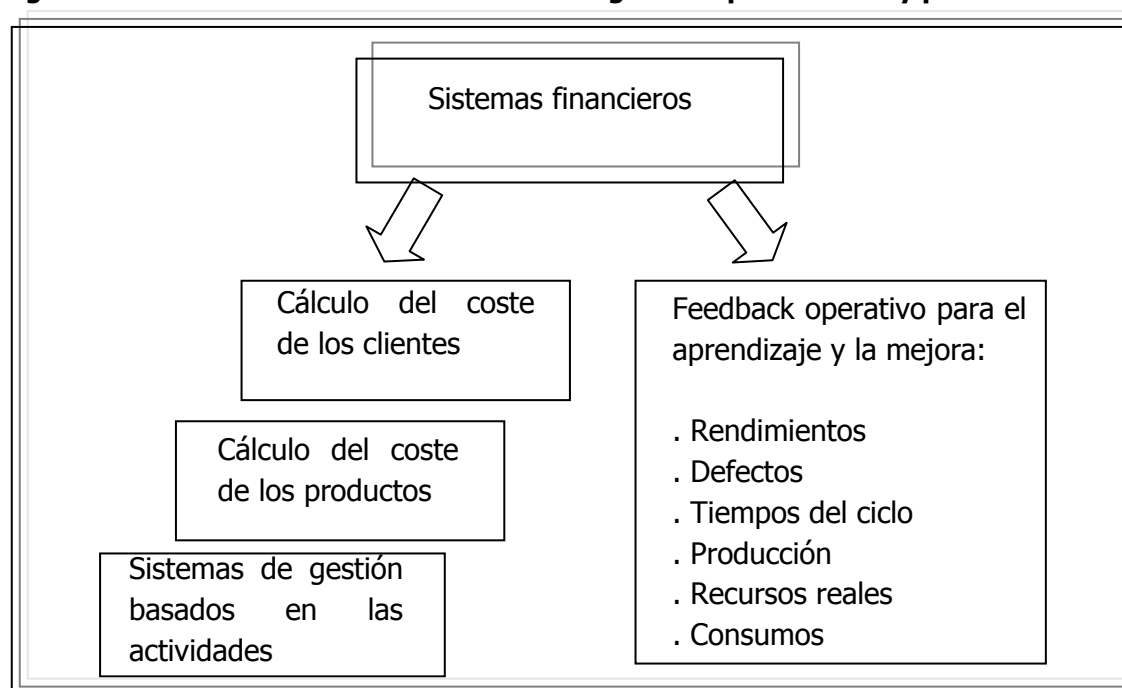 Sistemas financieros
Cálculo del coste
de los clientes
Cálculo del coste
de los productos
Sistemas de gestión
basados en las
actividades
Feedback operativo para el
aprendizaje y la mejora:
. Rendimientos
. Defectos
. Tiempos del ciclo
. Producción
. Recursos reales
. Consumos